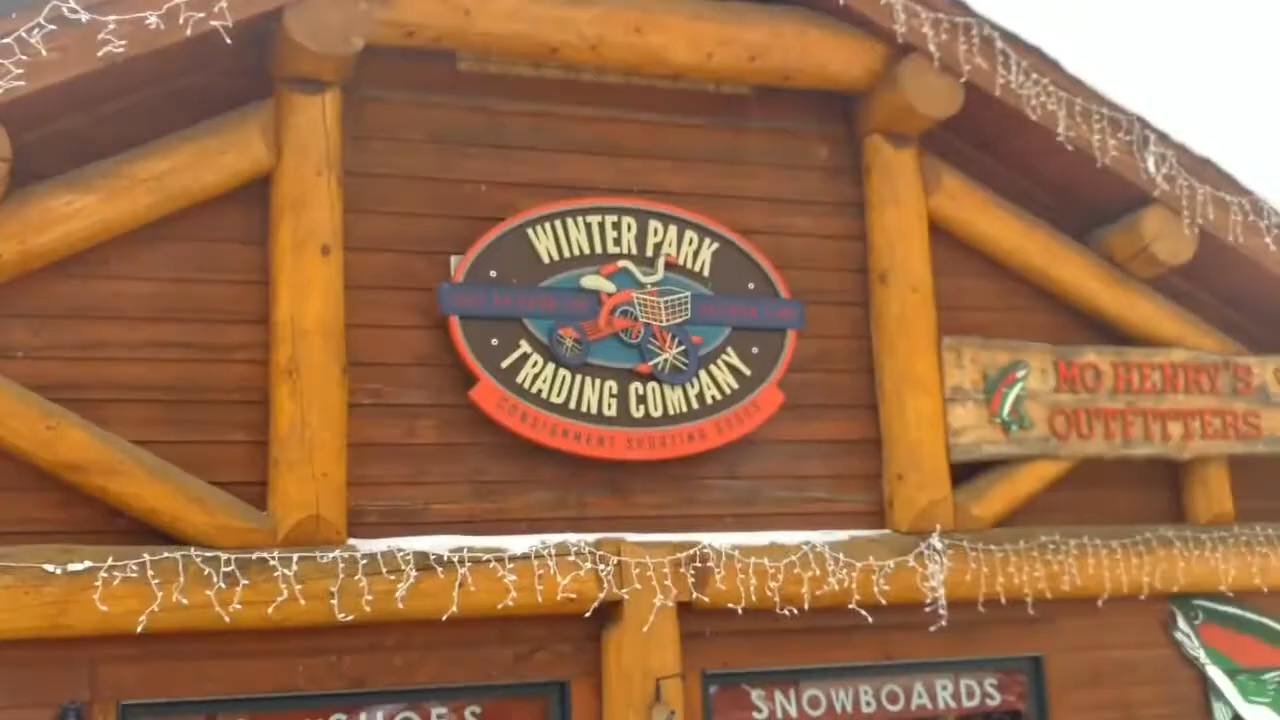 WINTER PARK
TRADING COMPANY
CONSIGNMENT SPORTING GOODS
MO HENRY'S
OUTFITTERS
SNOWBOARDS